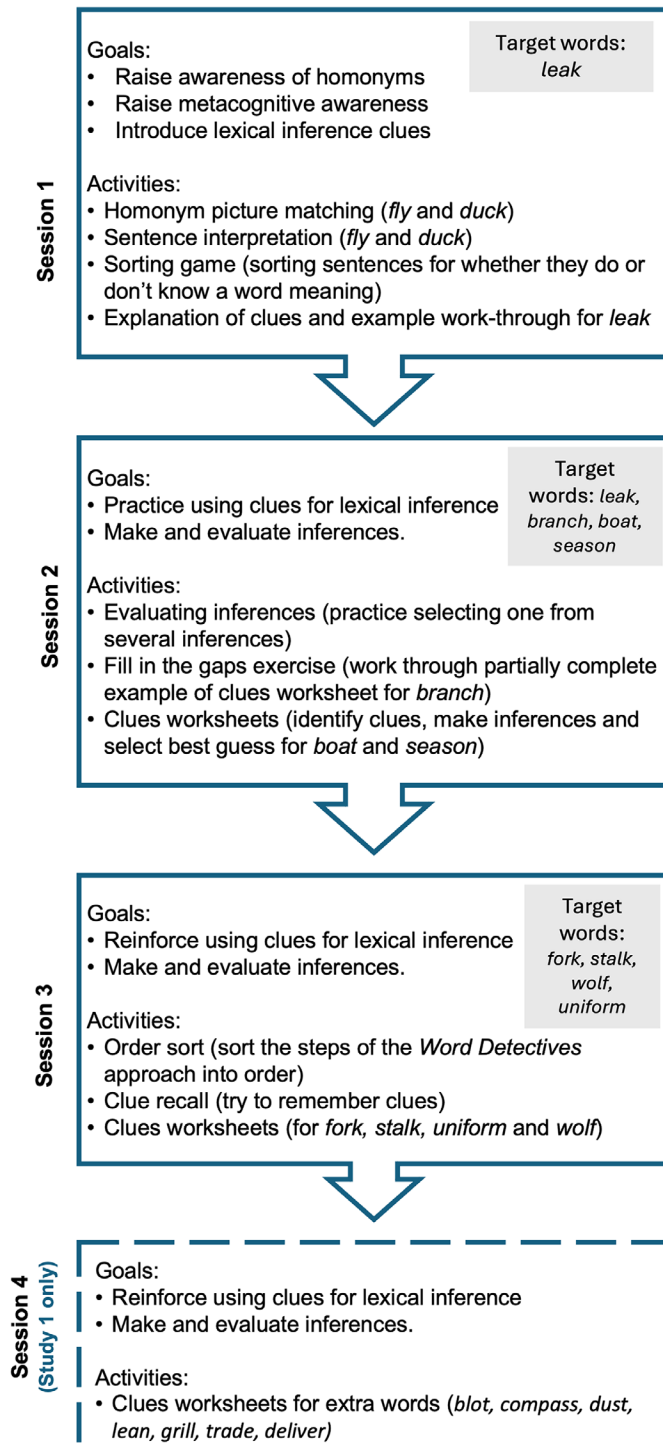 Session 1
Goals:
• Raise awareness of homonyms
• Raise metacognitive awareness
• Introduce lexical inference clues
Target words:
leak
Activities:
• Homonym picture matching (fly and duck)
• Sentence interpretation (fly and duck)
• Sorting game (sorting sentences for whether they do or
don’t know a word meaning)
• Explanation of clues and example work-through for leak
Session 2
Goals:
• Practice using clues for lexical inference
• Make and evaluate inferences.
Target
words: leak,
branch, boat,
season
Activities:
• Evaluating inferences (practice selecting one from
several inferences)
• Fill in the gaps exercise (work through partially complete
example of clues worksheet for branch)
• Clues worksheets (identify clues, make inferences and
select best guess for boat and season)
Session 3
Goals:
• Reinforce using clues for lexical inference
• Make and evaluate inferences.
Target
words:
fork, stalk,
wolf,
uniform
Activities:
• Order sort (sort the steps of the Word Detectives
approach into order)
• Clue recall (try to remember clues)
• Clues worksheets (for fork, stalk, uniform and wolf)
Session 4
(Study 1 only)
Goals:
• Reinforce using clues for lexical inference
• Make and evaluate inferences.
Activities:
• Clues worksheets for extra words (blot, compass, dust,
lean, grill, trade, deliver)